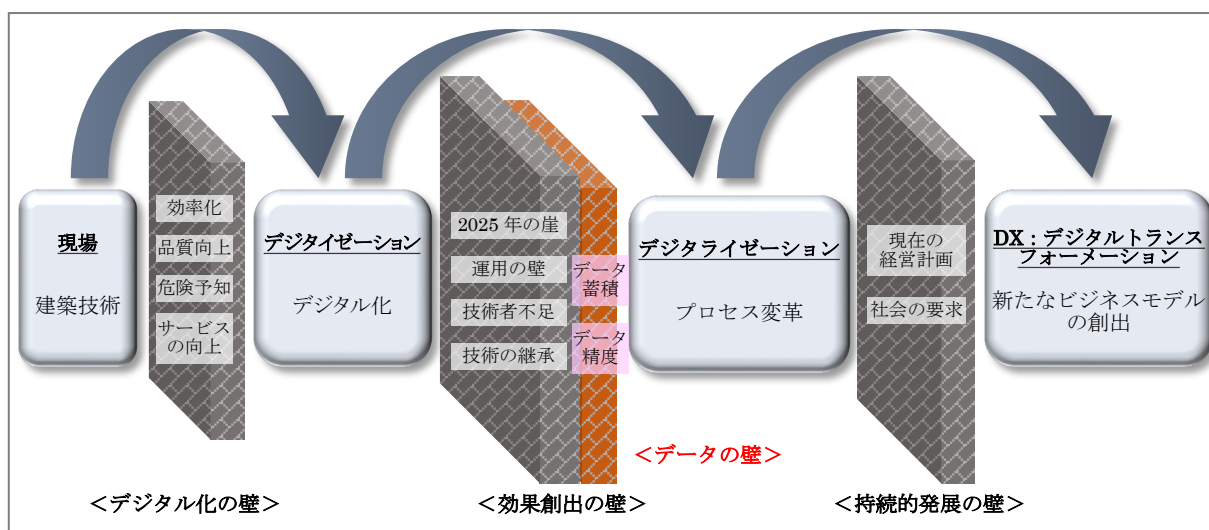 現場
建築技術
効率化
品質向上
危険予知
サービス
の向上
デジタイゼーション
デジタル化
2025 年の崖
運用の壁
技術者不足
技術の継承
データ
蓄積
データ
精度
デジタライゼーション
プロセス変革
現在の
経営計画
社会の要求
DX：デジタルトランス
フォーメーション
新たなビジネスモデル
の創出
＜データの壁＞
＜デジタル化の壁＞
＜効果創出の壁＞
＜持続的発展の壁＞